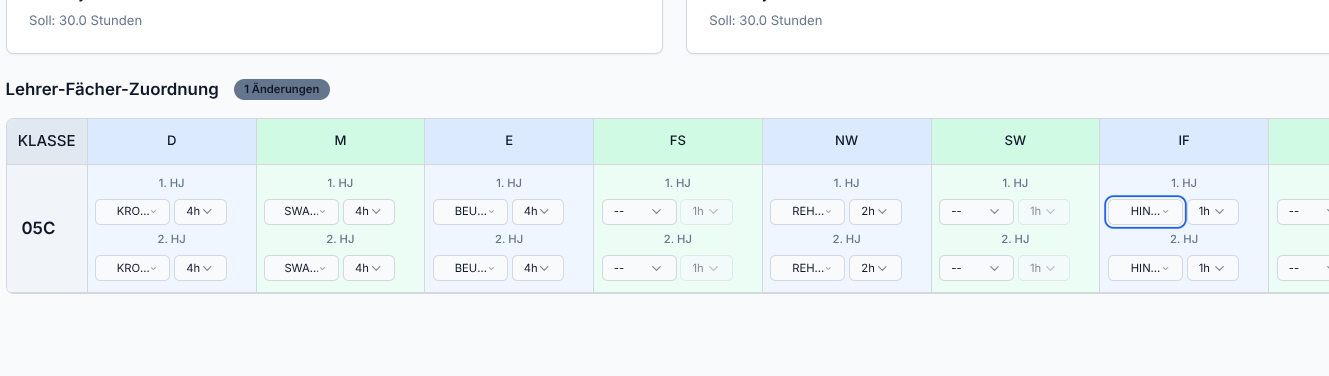 Soll: 30.0 Stunden
Soll: 30.0 Stunden
Lehrer-Fächer-Zuordnung 1 Änderungen
KLASSE D M E FS NW SW IF
1. HJ 1. HJ 1. HJ 1. HJ 1. HJ 1. HJ 1. HJ
KRO... 4h SWA... 4h BEU... 4h -- 1h REH... 2h -- 1h HIN... 1h --
05C
2. HJ 2. HJ 2. HJ 2. HJ 2. HJ 2. HJ 2. HJ
KRO... 4h SWA... 4h BEU... 4h -- 1h REH... 2h -- 1h HIN... 1h --